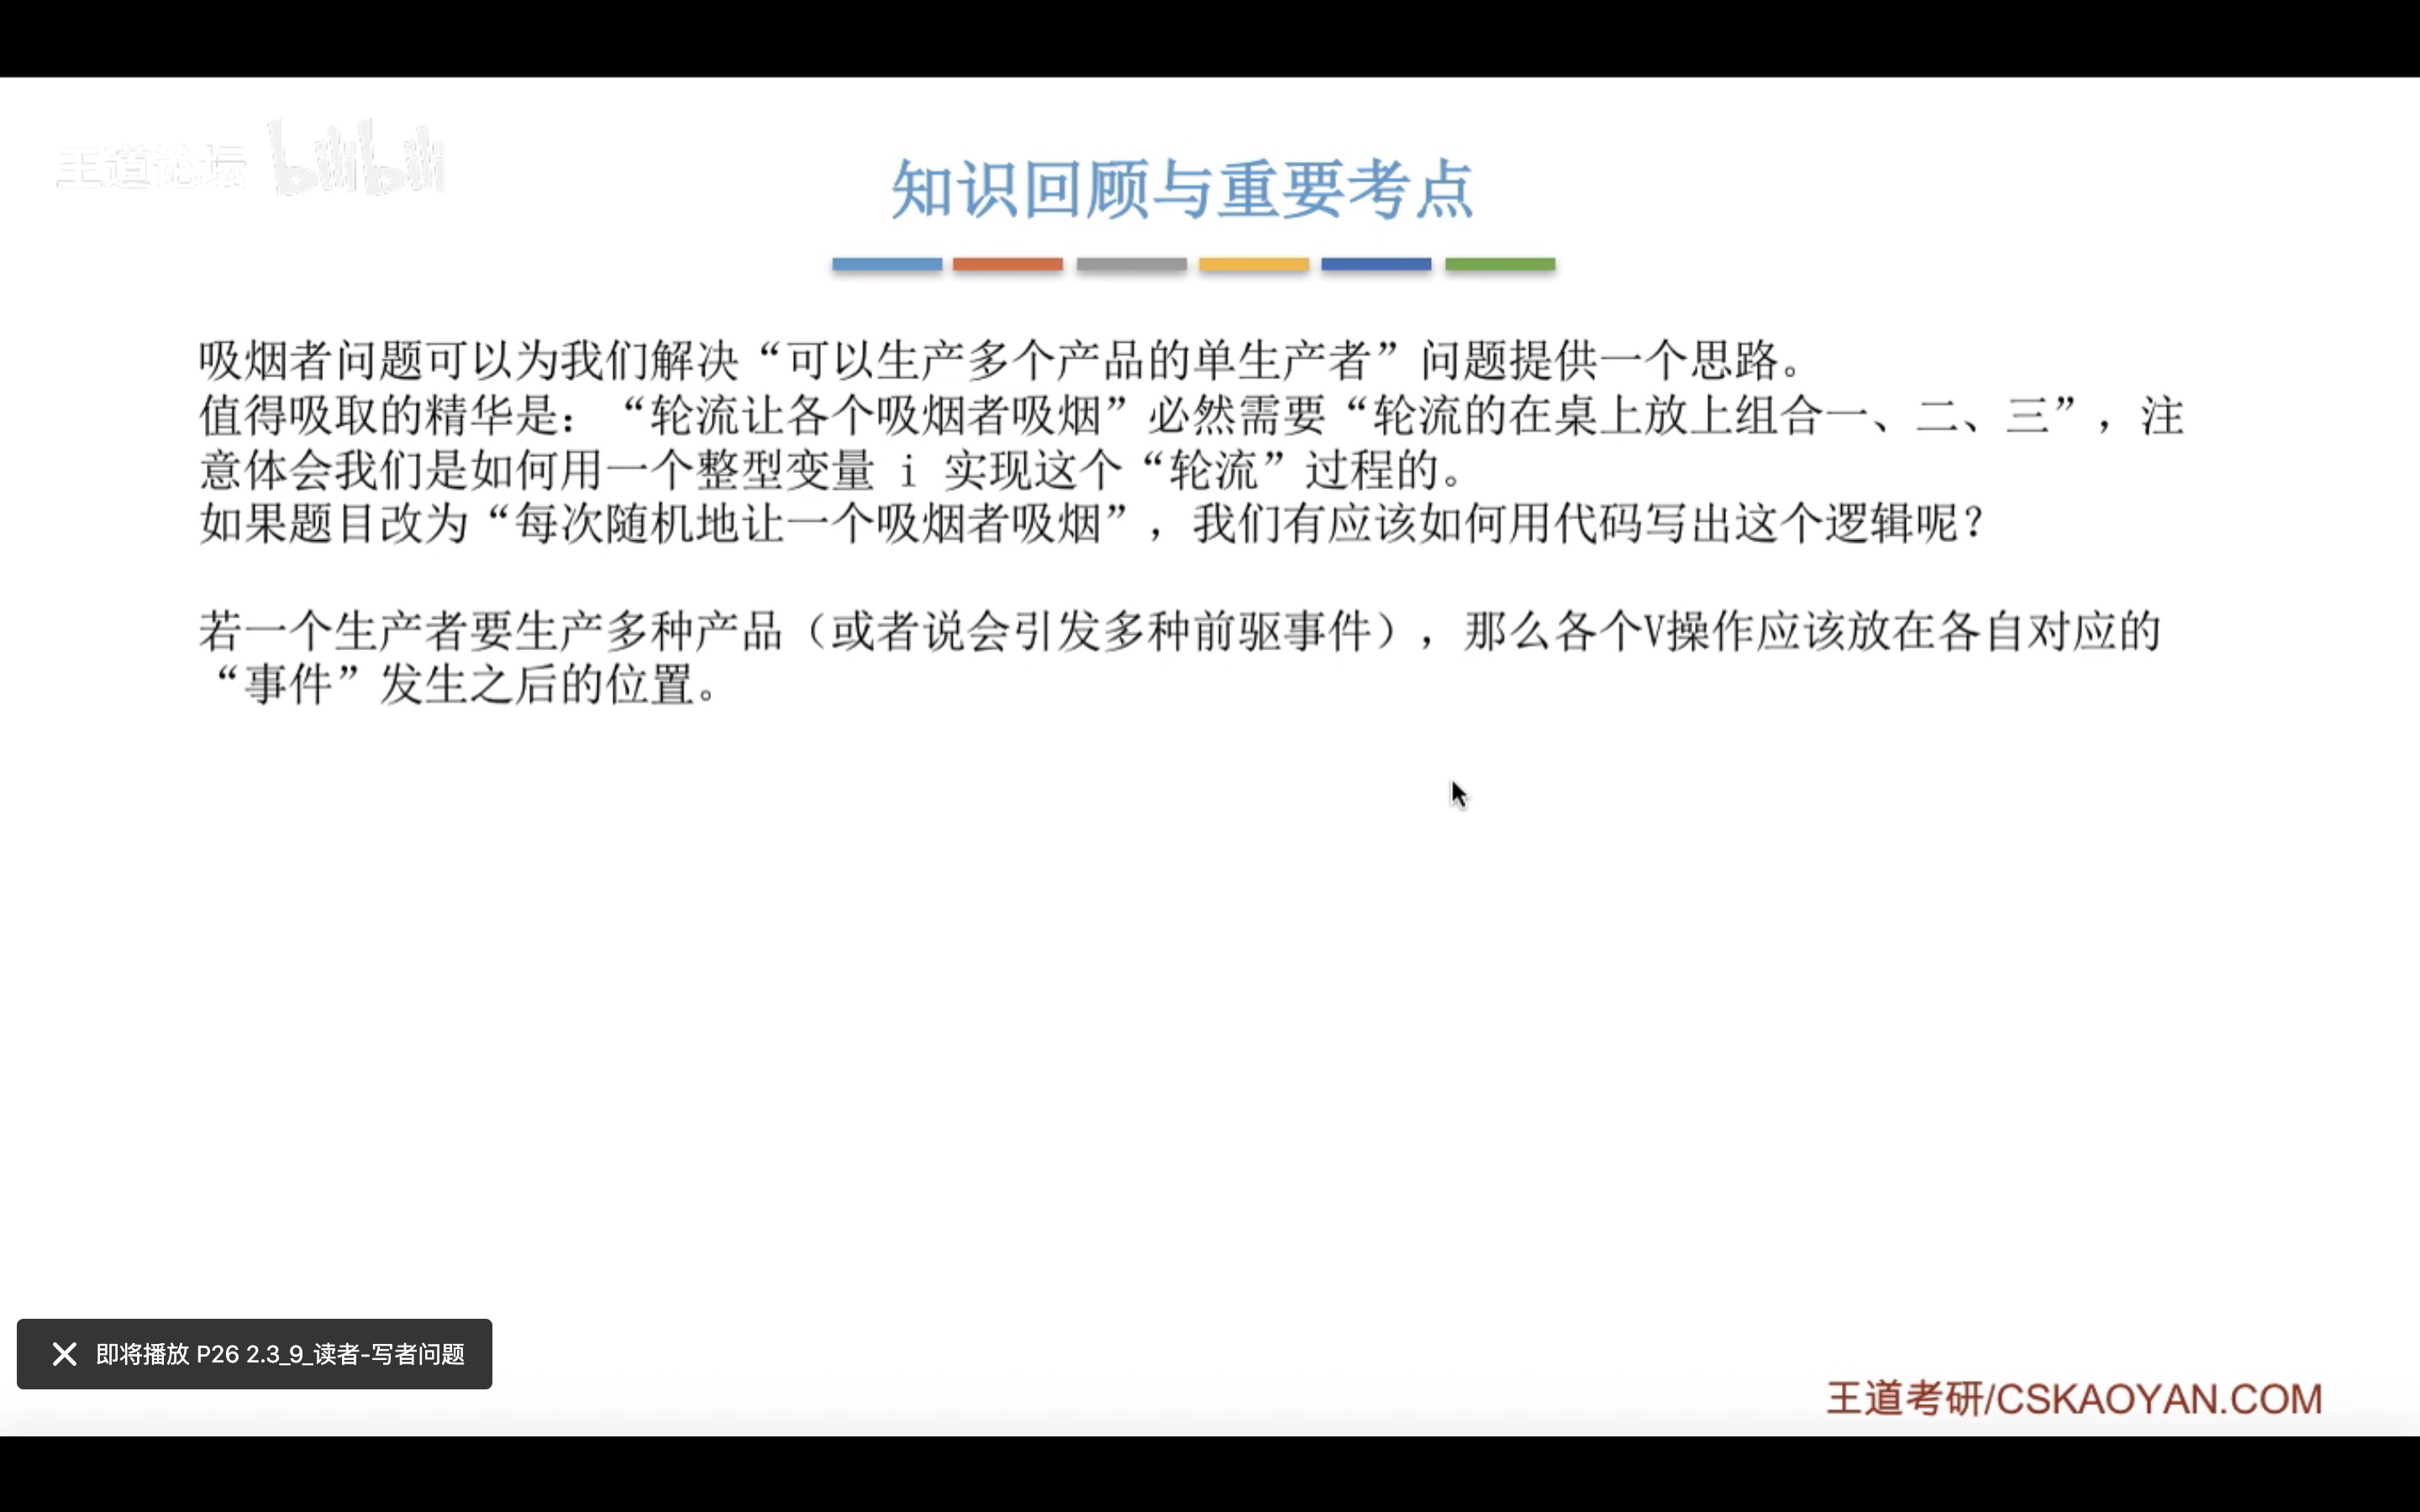 王道论坛 bilibili
知识回顾与重要考点
吸烟者问题可以为我们解决“可以生产多个产品的单生产者”问题提供一个思路。
值得吸取的精华是：“轮流让各个吸烟者吸烟”必然需要“轮流的在桌上放上组合一、二、三”，注
意体会我们是如何用一个整型变量 i 实现这个“轮流”过程的。
如果题目改为“每次随机地让一个吸烟者吸烟”，我们有应该如何用代码写出这个逻辑呢？
若一个生产者要生产多种产品（或者说会引发多种前驱事件），那么各个V操作应该放在各自对应的
“事件”发生之后的位置。
即将播放 P26 2.3_9_读者-写者问题
王道考研/CSKAOYAN.COM